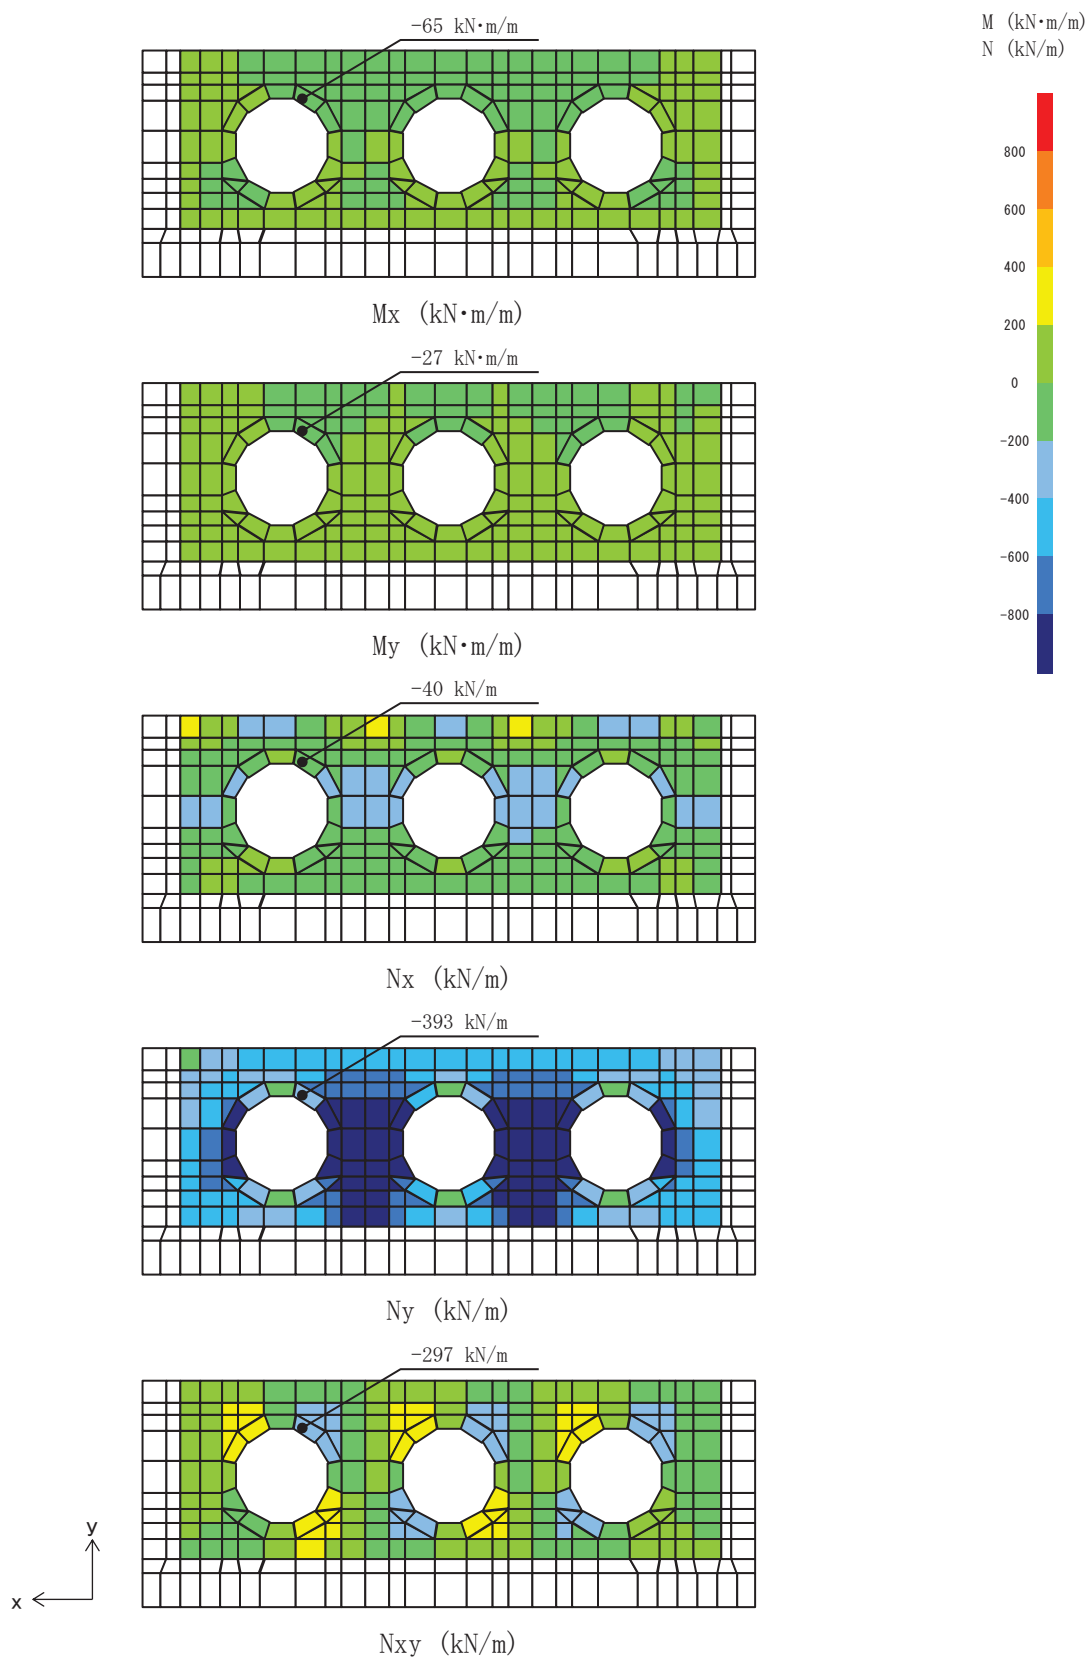 -65 kN·m/m
M (kN·m/m)
N (kN/m)
800
600
400
200
0
-200
-400
-600
-800
Mx (kN·m/m)
-27 kN·m/m
My (kN·m/m)
-40 kN/m
Nx (kN/m)
-393 kN/m
Ny (kN/m)
-297 kN/m
y
x
Nxy (kN/m)